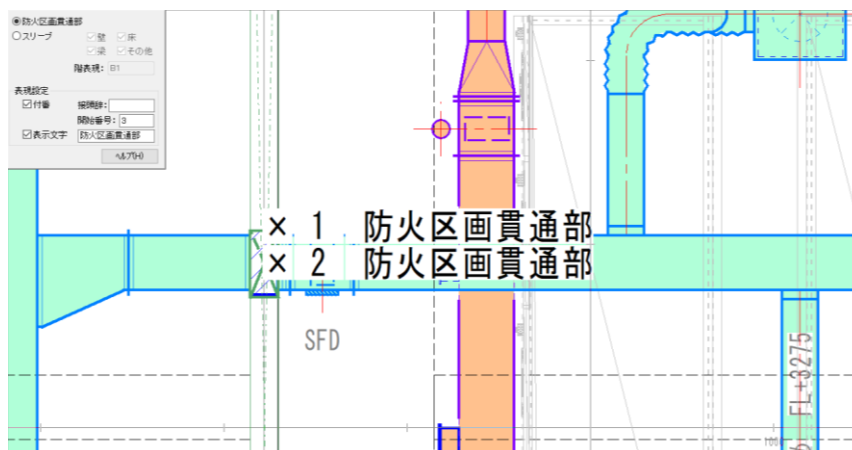 防火区画貫通部
スリーブ
壁 床
梁 その他
階表現: B1
表現設定
付番 接頭辞:
開始番号: 3
表示文字 防火区画貫通部
ヘルプ(H)
× 1 防火区画貫通部
× 2 防火区画貫通部
SFD
FL+3275